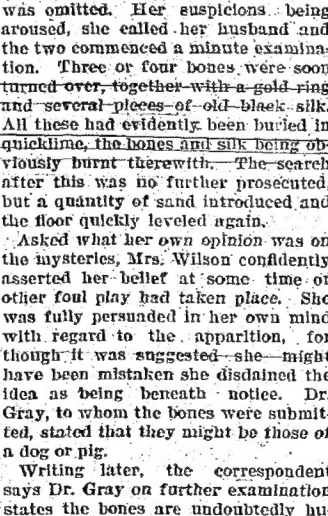 was omitted. Her suspicions being
aroused, she called her husband and
the two commenced a minute examina-
tion. Three or four bones were soon
turned over, together with a gold ring
and several pieces of old black silk.
All these had evidently been buried in
quicklime, the bones and silk being ob-
viously burnt therewith. The search
after this was no further prosecuted,
but a quantity of sand introduced and
the floor quickly leveled again.
Asked what her own opinion was on
the mysteries, Mrs. Wilson confidently
asserted her belief at some time or
other foul play had taken place. She
was fully persuaded in her own mind
with regard to the apparition, for
though it was suggested she might
have been mistaken she disdained the
idea as being beneath notice. Dr.
Gray, to whom the bones were submit-
ted, stated that they might be those of
a dog or pig.
Writing later, the correspondent
says Dr. Gray on further examination
states the bones are undoubtedly hu-